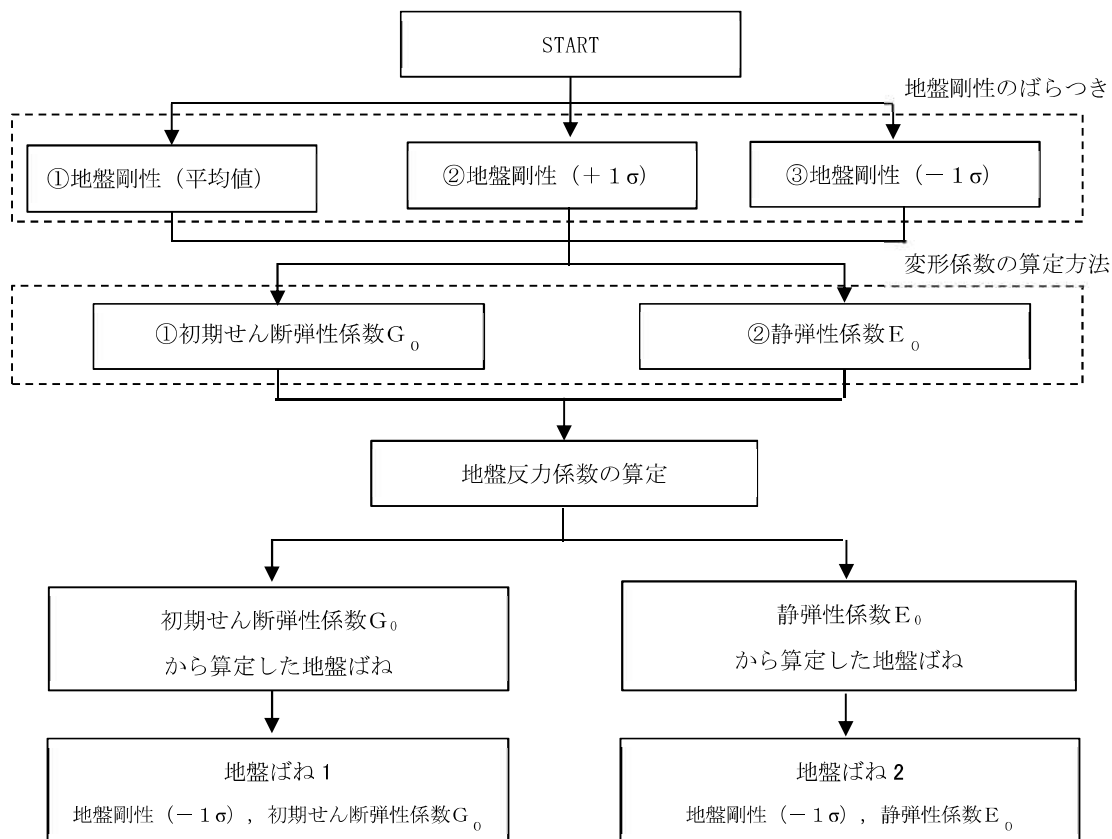 START
地盤剛性のばらつき
①地盤剛性（平均値）
②地盤剛性（＋1σ）
③地盤剛性（－1σ）
変形係数の算定方法
①初期せん断弾性係数G₀
②静弾性係数E₀
地盤反力係数の算定
初期せん断弾性係数G₀
から算定した地盤ばね
静弾性係数E₀
から算定した地盤ばね
地盤ばね1
地盤剛性（－1σ），初期せん断弾性係数G₀
地盤ばね2
地盤剛性（－1σ），静弾性係数E₀